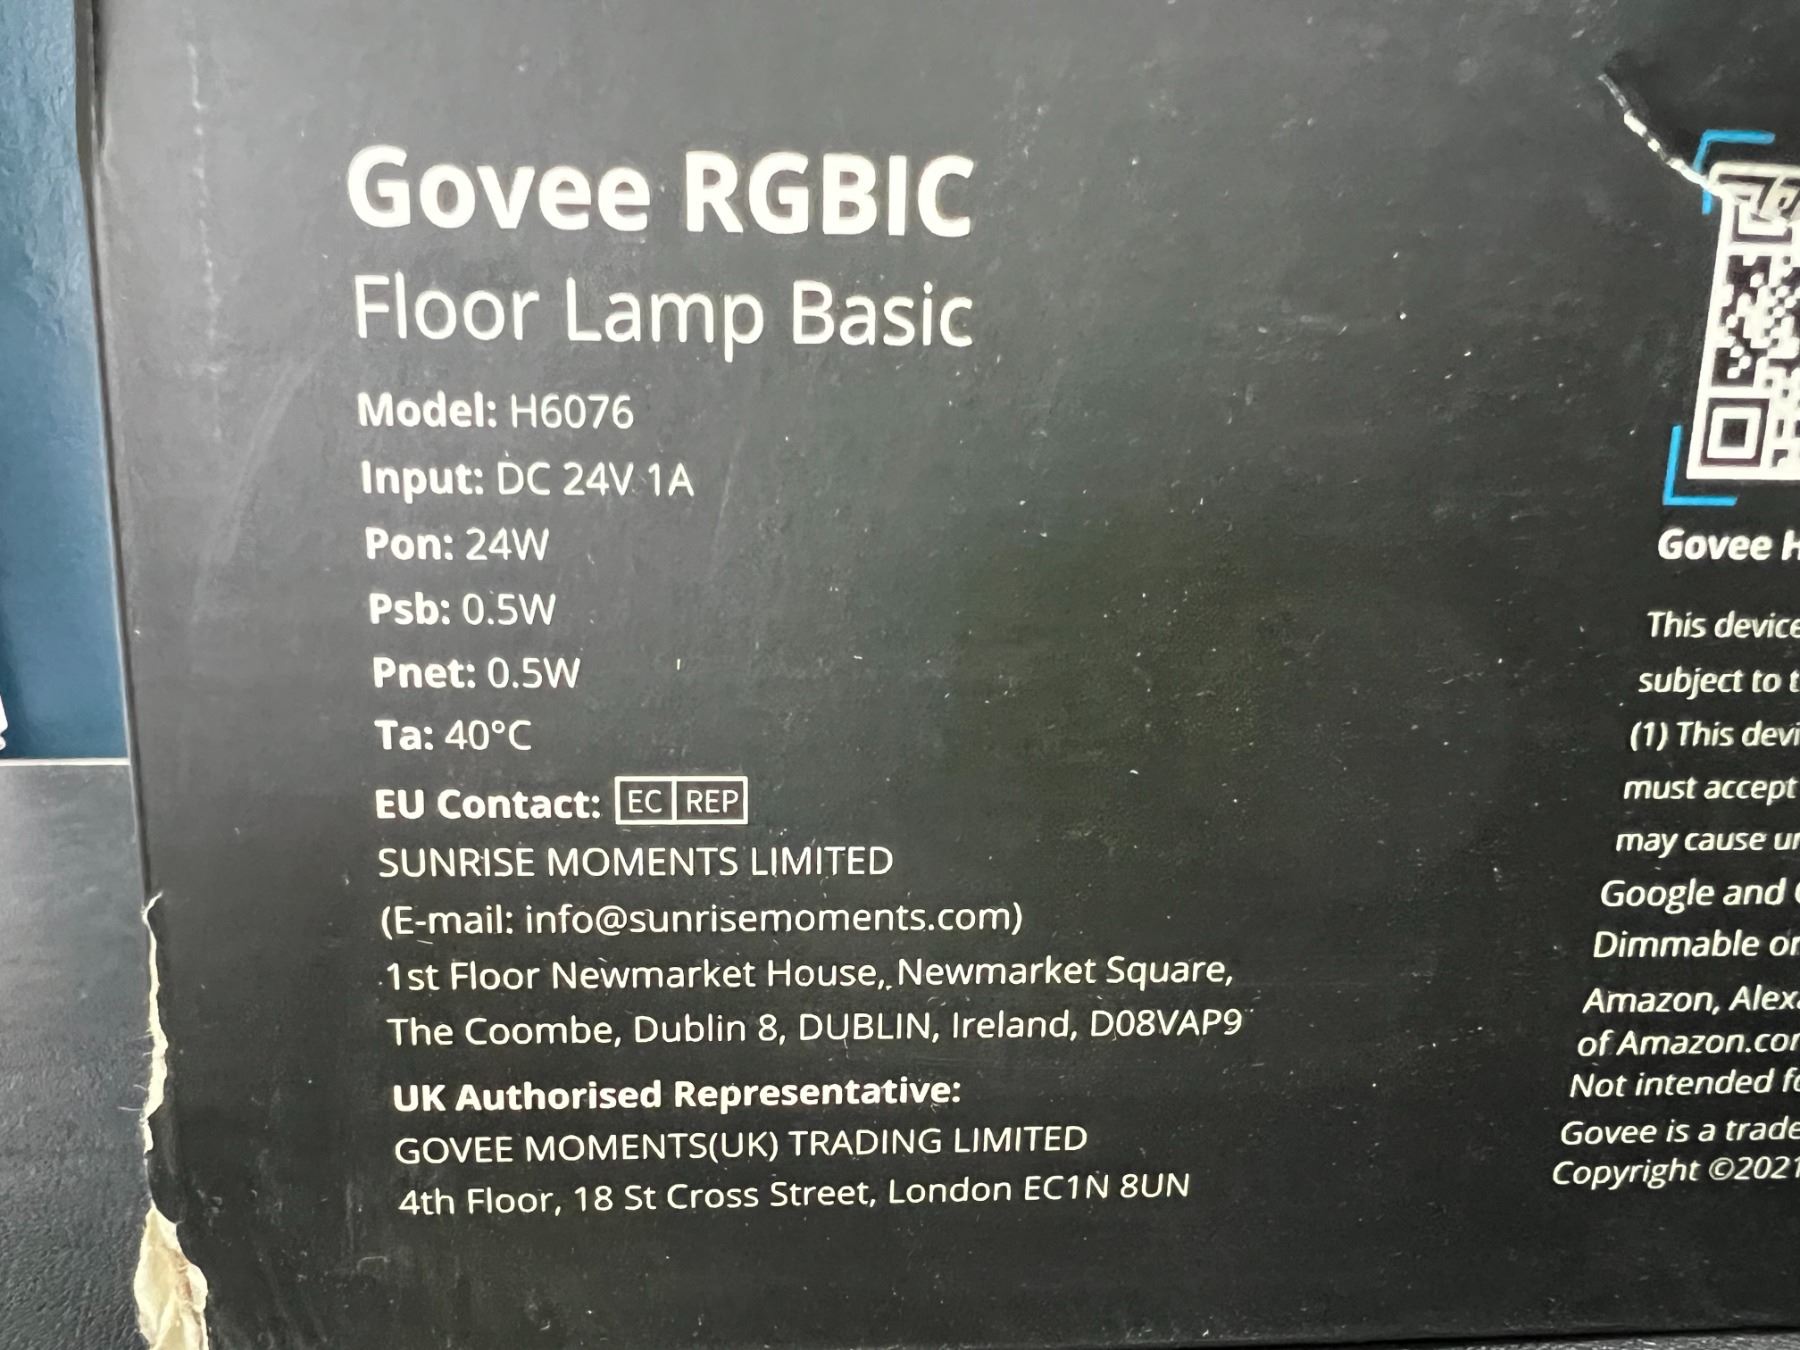 Govee RGBIC
Floor Lamp Basic
Model: H6076
Input: DC 24V 1A
Pon: 24W
Psb: 0.5W
Pnet: 0.5W
Ta: 40°C
EU Contact: EC REP
SUNRISE MOMENTS LIMITED
(E-mail: info@sunrisemoments.com)
1st Floor Newmarket House, Newmarket Square,
The Coombe, Dublin 8, DUBLIN, Ireland, D08VAP9
UK Authorised Representative:
GOVEE MOMENTS(UK) TRADING LIMITED
4th Floor, 18 St Cross Street, London EC1N 8UN
Govee
This device
subject to
(1) This
must accept
may cause
Google and
Dimmable
Amazon,
of
Not intended
Govee is a
Copyright ©2021